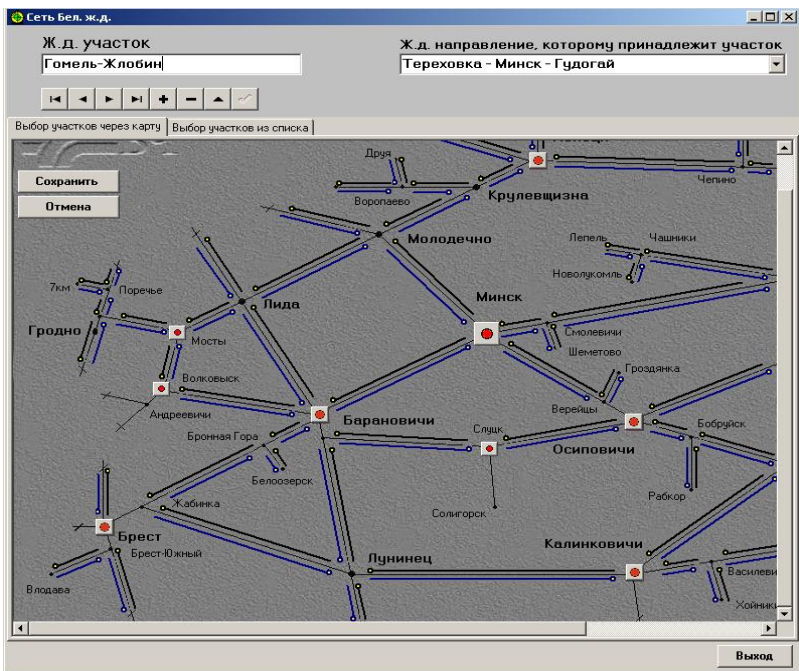 Сеть Бел. ж.д.
Ж.д. участок
Ж.д. направление, которому принадлежит участок
Гомель-Жлобин
Тереховка - Минск - Гудогай
Выбор участков через карту
Выбор участков из списка
Сохранить
Отмена
Друя
Чепино
Воропаево
Крулевщизна
Молодечно
Лепель
Чашники
Новолукомль
7км
Поречье
Лида
Минск
Гродно
Мосты
Смолевичи
Шеметово
Гроздянка
Волковыск
Андреевичи
Барановичи
Верейцы
Слуцк
Бобруйск
Бронная Гора
Осиповичи
Белоозерск
Рабкор
Жабинка
Солигорск
Брест
Брест-Южный
Лунинец
Калинковичи
Василеви
Влодава
Хойники
Выход